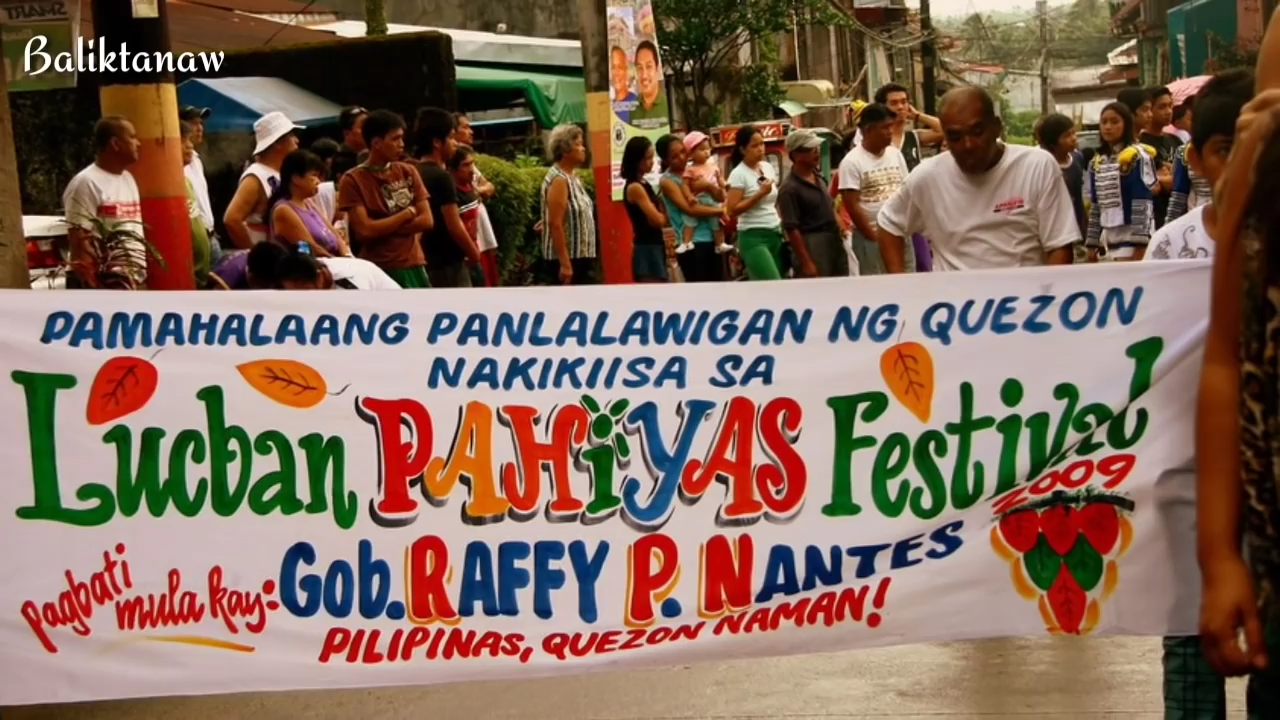 Baliktanaw
PAMAHALAANG PANLALAWIGAN NG QUEZON
NAKIKIISA SA
Lucban PAHiYAS Festival
2009
pagbati mula kay: Gob. RAFFY P. NANTES
PILIPINAS, QUEZON NAMAN!